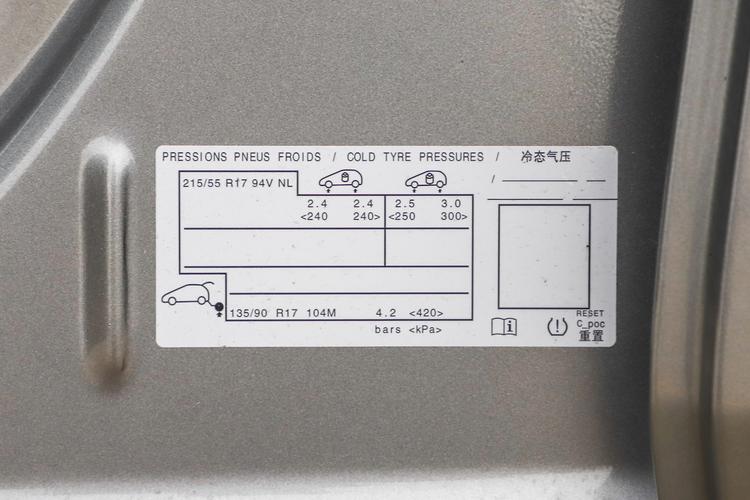 PRESSIONS PNEUS FROIDS / COLD TYRE PRESSURES / 冷态气压
215/55 R17 94V NL
/
2.4 2.4 2.5 3.0
<240 240> <250 300>
135/90 R17 104M 4.2 <420>
bars <kPa>
i
(!)
RESET
C_poc
重置